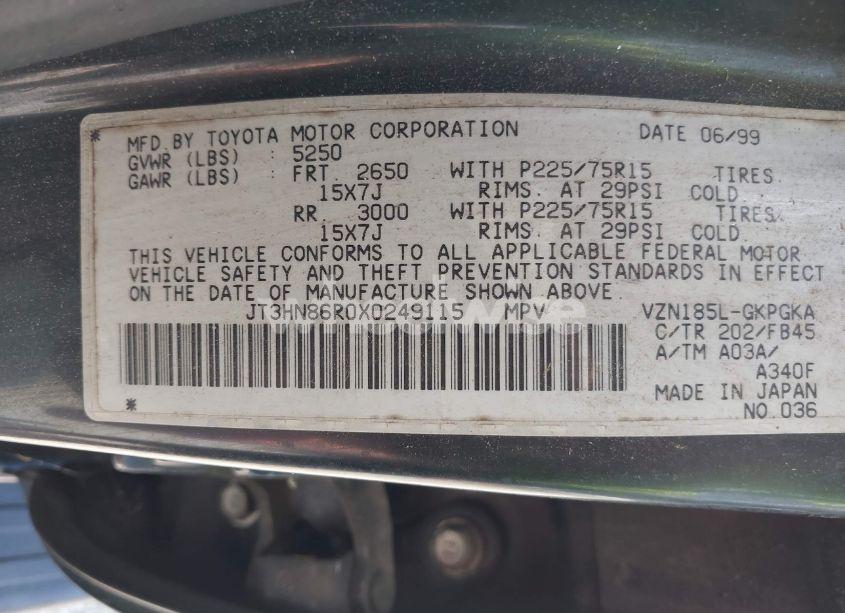 * MFD.BY TOYOTA MOTOR CORPORATION DATE 06/99
GVWR (LBS) : 5250
GAWR (LBS) : FRT 2650 WITH P225/75R15 TIRES.
15X7J RIMS. AT 29PSI COLD
RR. 3000 WITH P225/75R15 TIRES.
15X7J RIMS. AT 29PSI COLD.
THIS VEHICLE CONFORMS TO ALL APPLICABLE FEDERAL MOTOR
VEHICLE SAFETY AND THEFT PREVENTION STANDARDS IN EFFECT
ON THE DATE OF MANUFACTURE SHOWN ABOVE.
JT3HN86R0X0249115 MPV VZN185L-GKPGKA
C/TR 202/FB45
A/TM A03A/
A340F
MADE IN JAPAN
* NO.036